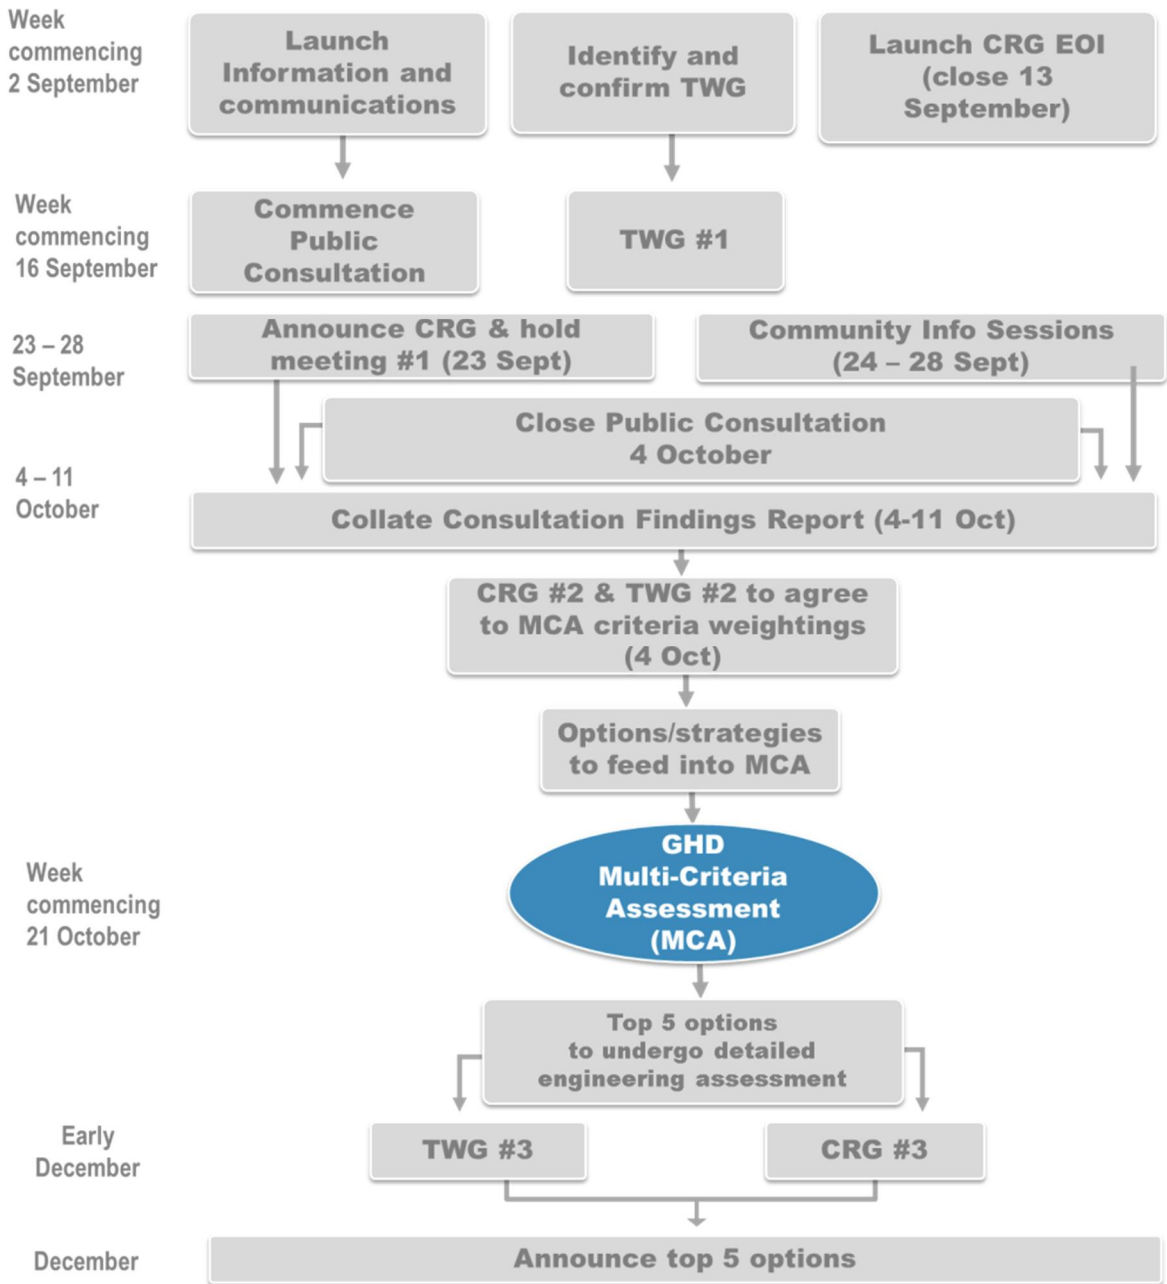 Week
commencing
2 September
Launch
Information and
communications
Identify and
confirm TWG
Launch CRG EOI
(close 13
September)
Week
commencing
16 September
Commence
Public
Consultation
TWG #1
23 – 28
September
Announce CRG & hold
meeting #1 (23 Sept)
Community Info Sessions
(24 – 28 Sept)
Close Public Consultation
4 October
4 – 11
October
Collate Consultation Findings Report (4-11 Oct)
CRG #2 & TWG #2 to agree
to MCA criteria weightings
(4 Oct)
Options/strategies
to feed into MCA
Week
commencing
21 October
GHD
Multi-Criteria
Assessment
(MCA)
Top 5 options
to undergo detailed
engineering assessment
Early
December
TWG #3
CRG #3
December
Announce top 5 options